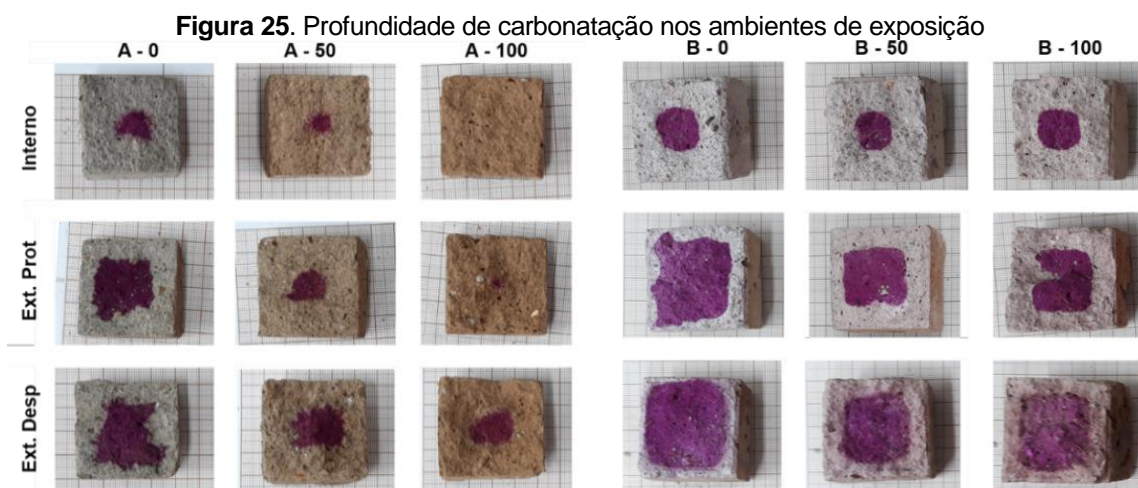 Figura 25. Profundidade de carbonatação nos ambientes de exposição
A - 0 A - 50 A - 100 B - 0 B - 50 B - 100
Interno
Ext. Prot
Ext. Desp